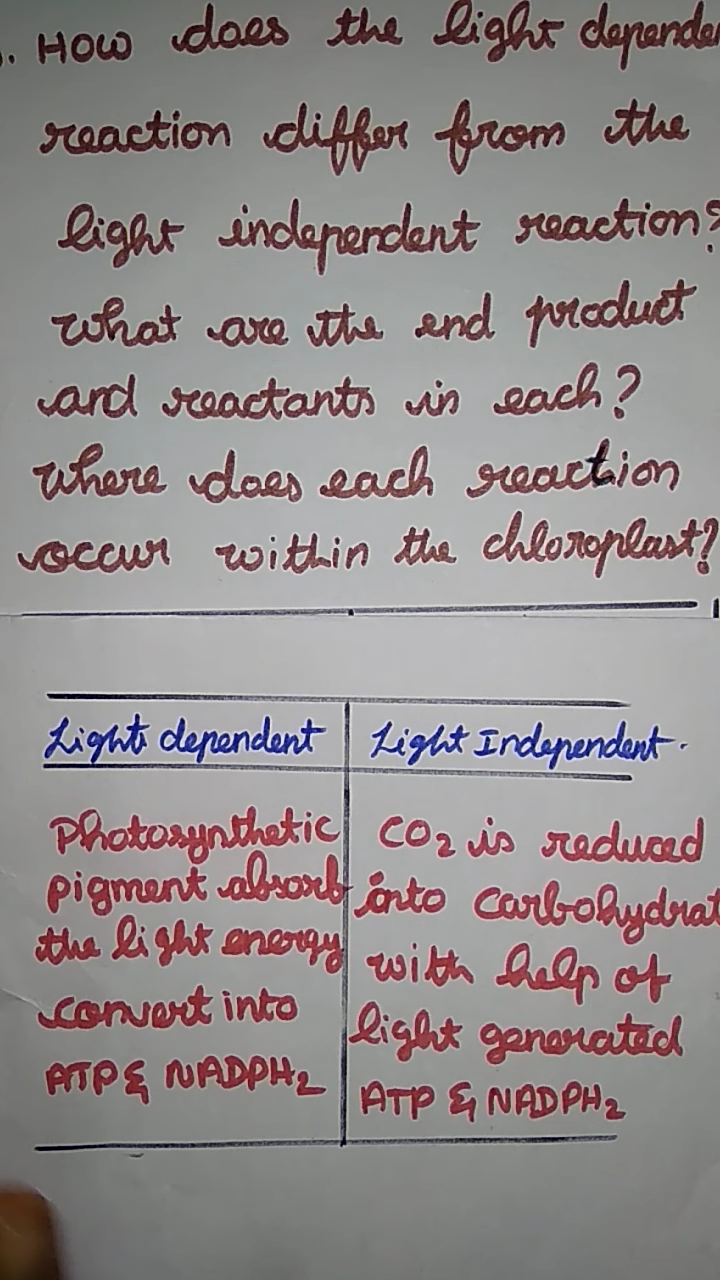 . How does the light depende
reaction differ from the
light independent reaction?
What are the end product
and reactants in each?
Where does each reaction
occur within the chloroplast?
Light dependent
Light Independent.
Photosynthetic
pigment absorb
the light energy
convert into
ATP & NADPH₂
CO₂ is reduced
into Carbohydrat
with help of
light generated
ATP & NADPH₂